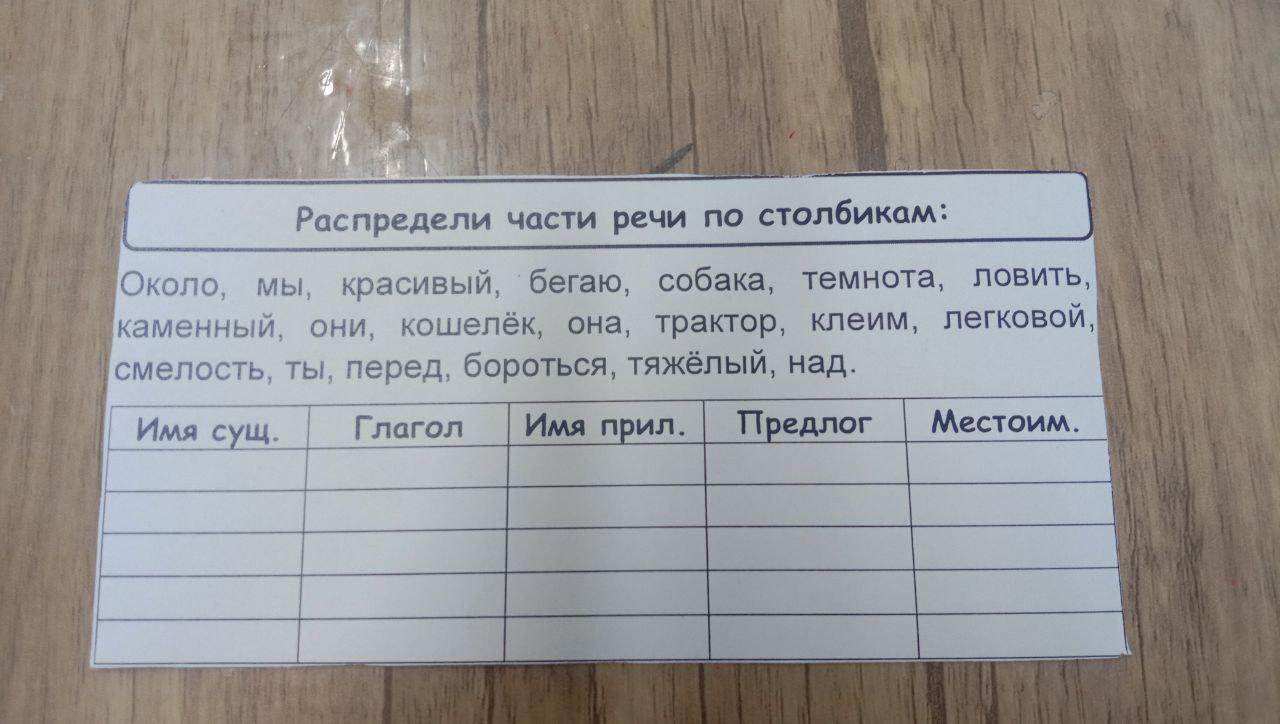 Распредели части речи по столбикам:
Около, мы, красивый, бегаю, собака, темнота, ловить,
каменный, они, кошелёк, она, трактор, клеим, легковой,
смелость, ты, перед, бороться, тяжёлый, над.
Имя сущ. Глагол Имя прил. Предлог Местоим.